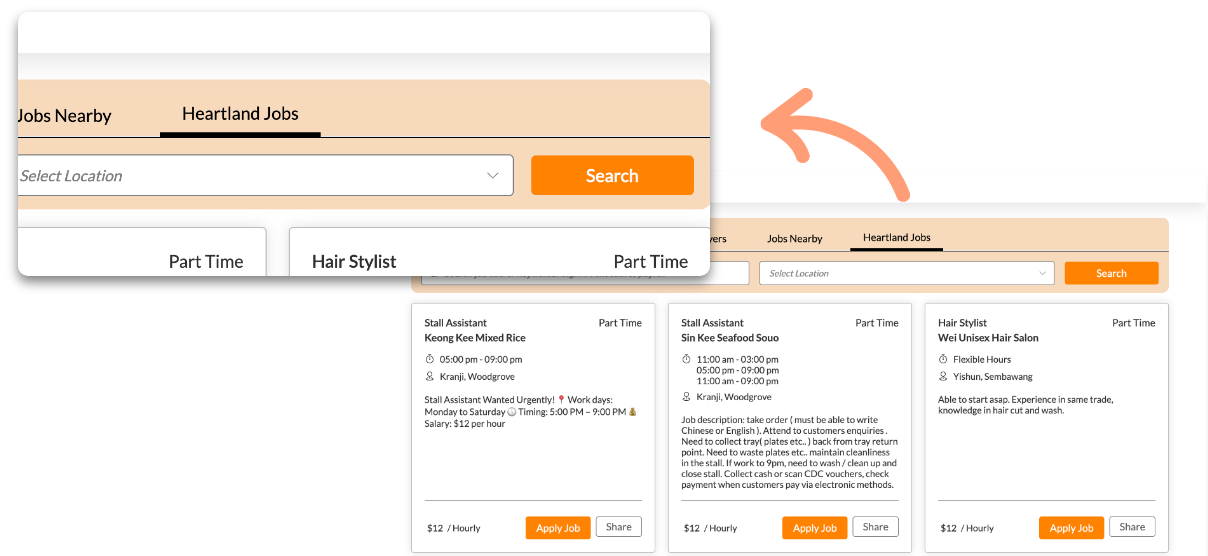 Jobs Nearby
Heartland Jobs
Select Location
Search
Part Time
Hair Stylist
Part Time
Jobs Nearby
Heartland Jobs
Select Location
Search
Stall Assistant
Part Time
Keong Kee Mixed Rice
05:00 pm - 09:00 pm
Kranji, Woodgrove
Stall Assistant Wanted Urgently! 📍 Work days:
Monday to Saturday 🕒 Timing: 5:00 PM – 9:00 PM 💰
Salary: $12 per hour
$12 / Hourly
Apply Job
Share
Stall Assistant
Part Time
Sin Kee Seafood Souo
11:00 am - 03:00 pm
05:00 pm - 09:00 pm
11:00 am - 09:00 pm
Kranji, Woodgrove
Job description: take order ( must be able to write
Chinese or English ). Attend to customers enquiries .
Need to collect tray( plates etc.. ) back from tray return
point. Need to waste plates etc.. maintain cleanliness
in the stall. If work to 9pm, need to wash / clean up and
close stall. Collect cash or scan CDC vouchers, check
payment when customers pay via electronic methods.
$12 / Hourly
Apply Job
Share
Hair Stylist
Part Time
Wei Unisex Hair Salon
Flexible Hours
Yishun, Sembawang
Able to start asap. Experience in same trade,
knowledge in hair cut and wash.
$12 / Hourly
Apply Job
Share